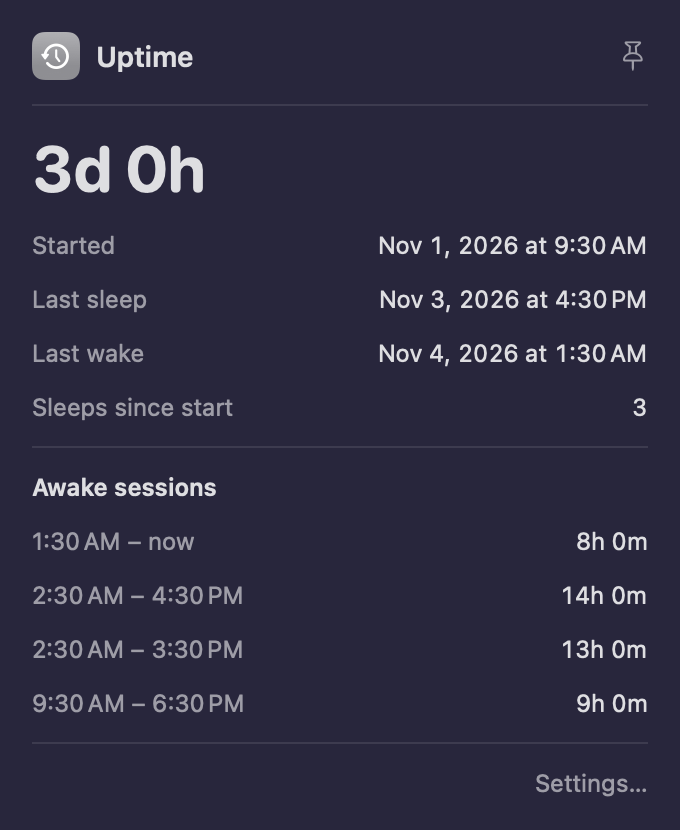 Uptime
3d 0h
Started Nov 1, 2026 at 9:30 AM
Last sleep Nov 3, 2026 at 4:30 PM
Last wake Nov 4, 2026 at 1:30 AM
Sleeps since start 3
Awake sessions
1:30 AM – now 8h 0m
2:30 AM – 4:30 PM 14h 0m
2:30 AM – 3:30 PM 13h 0m
9:30 AM – 6:30 PM 9h 0m
Settings...